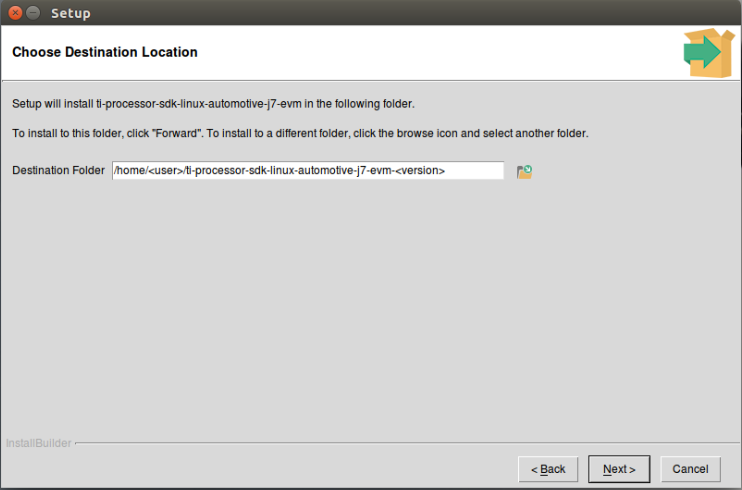 Setup
Choose Destination Location
Setup will install ti-processor-sdk-linux-automotive-j7-evm in the following folder.
To install to this folder, click "Forward". To install to a different folder, click the browse icon and select another folder.
Destination Folder /home/<user>/ti-processor-sdk-linux-automotive-j7-evm-<version>
InstallBuilder
< Back Next > Cancel